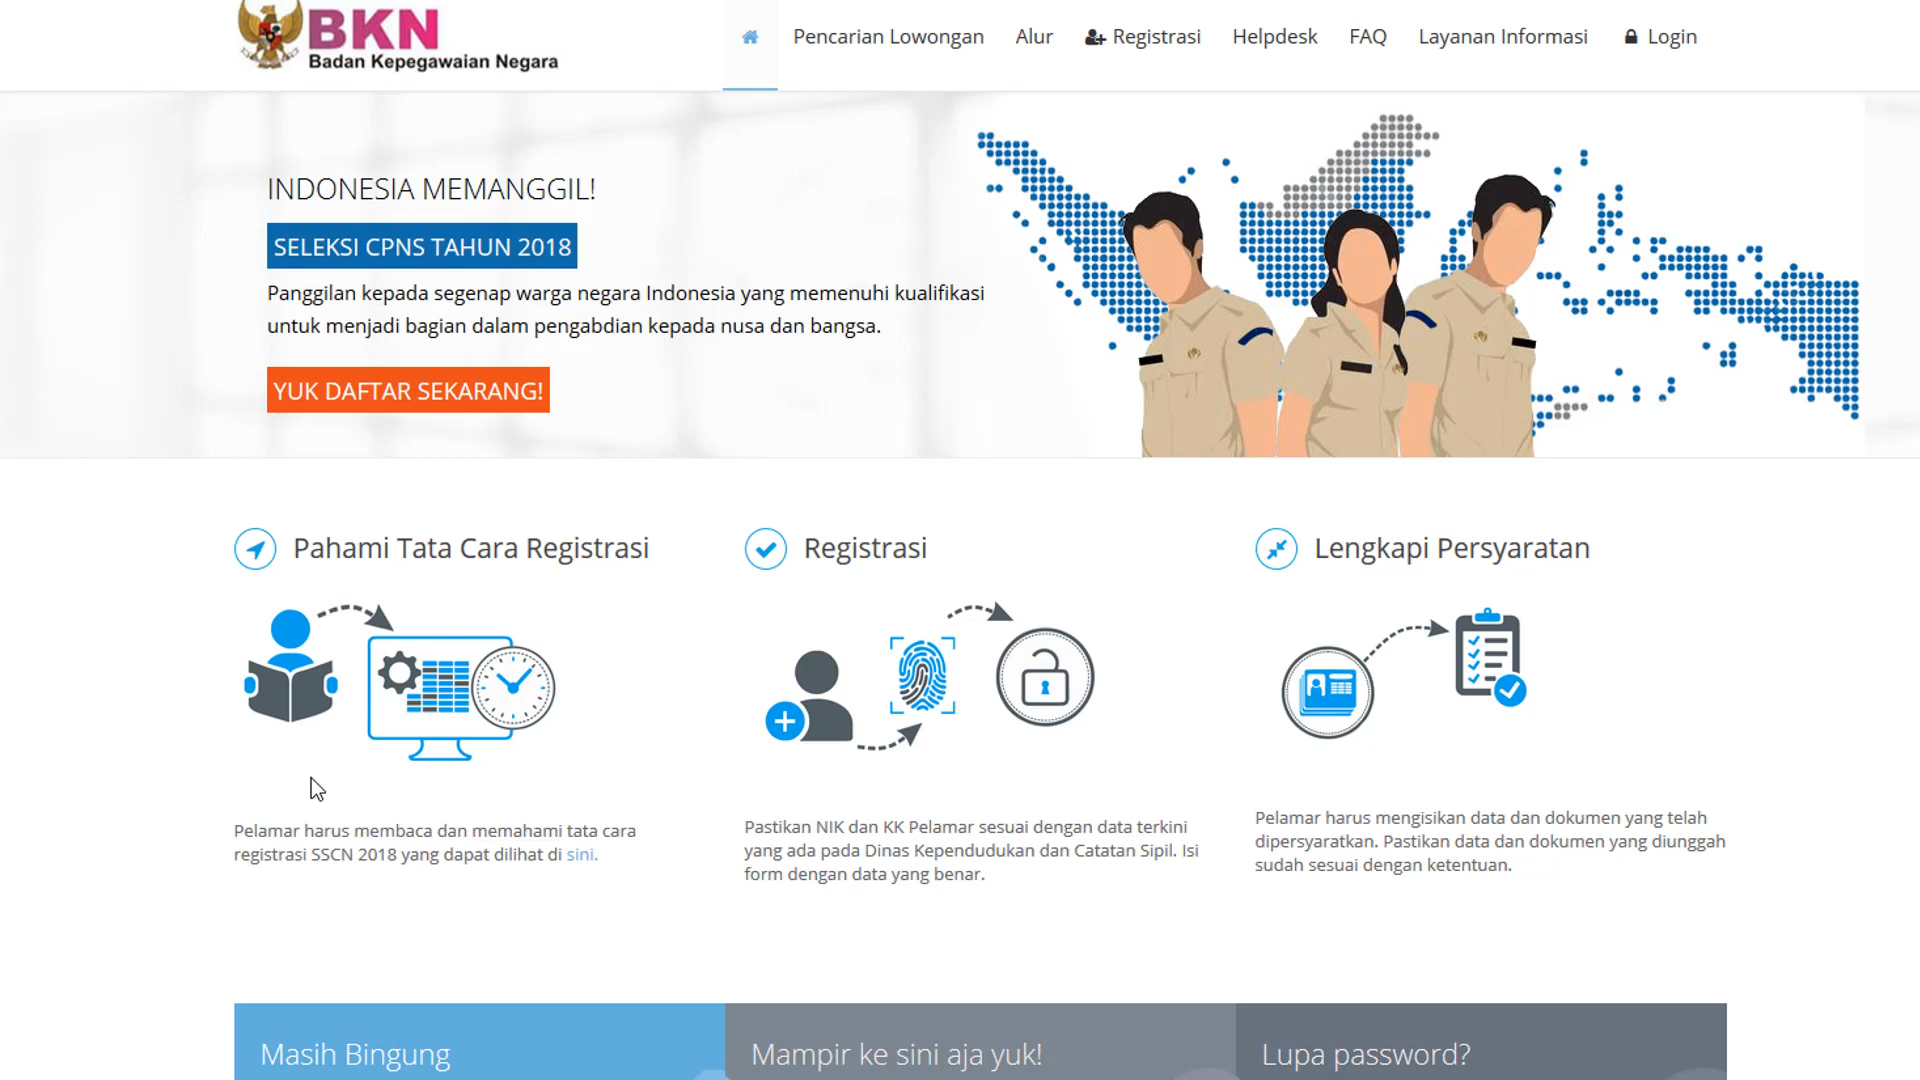 BKN
Badan Kepegawaian Negara
Pencarian Lowongan
Alur
Registrasi
Helpdesk
FAQ
Layanan Informasi
Login
INDONESIA MEMANGGIL!
SELEKSI CPNS TAHUN 2018
Panggilan kepada segenap warga negara Indonesia yang memenuhi kualifikasi
untuk menjadi bagian dalam pengabdian kepada nusa dan bangsa.
YUK DAFTAR SEKARANG!
Pahami Tata Cara Registrasi
Pelamar harus membaca dan memahami tata cara
registrasi SSCN 2018 yang dapat dilihat di sini.
Registrasi
Pastikan NIK dan KK Pelamar sesuai dengan data terkini
yang ada pada Dinas Kependudukan dan Catatan Sipil. Isi
form dengan data yang benar.
Lengkapi Persyaratan
Pelamar harus mengisikan data dan dokumen yang telah
dipersyaratkan. Pastikan data dan dokumen yang diunggah
sudah sesuai dengan ketentuan.
Masih Bingung
Mampir ke sini aja yuk!
Lupa password?